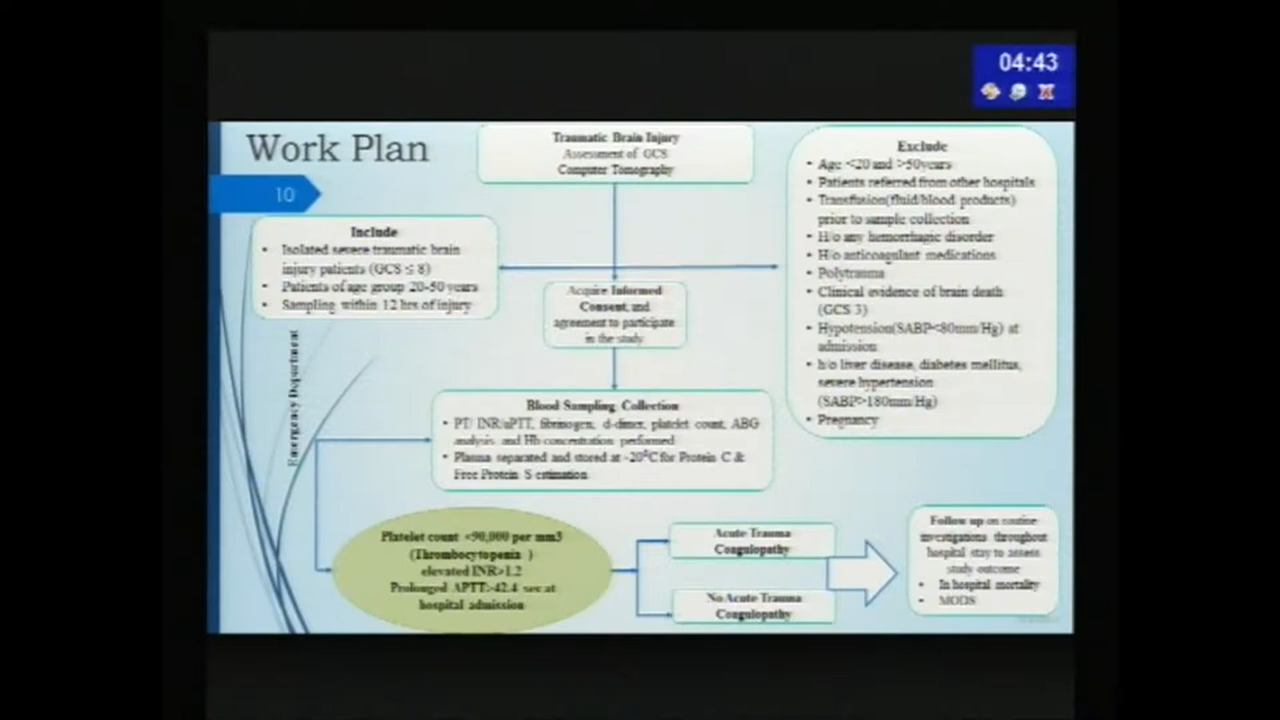 04:43
Work Plan
10
Traumatic Brain Injury
Assessment of GCS
Computer Tomography
Include
• Isolated severe traumatic brain
injury patients (GCS ≤ 8)
• Patients of age group 20-50 years
• Sampling within 12 hrs of injury
Exclude
• Age <20 and >50years
• Patients referred from other hospitals
• Transfusion(fluid/blood products)
prior to sample collection
• H/o any hemorrhagic disorder
• H/o anticoagulant medications
• Polytrauma
• Clinical evidence of brain death
(GCS 3)
• Hypotension(SABP<80mm/Hg) at
admission
• h/o liver disease, diabetes mellitus,
severe hypertension
(SABP>180mm/Hg)
• Pregnancy
Acquire Informed
Consent and
agreement to participate
in the study
Emergency Department
Blood Sampling Collection
• PT/ INR/aPTT, fibrinogen, d-dimer, platelet count, ABG
analysis and Hb concentration performed
• Plasma separated and stored at -20⁰C for Protein C &
Free Protein S estimation
Platelet count <90,000 per mm3
(Thrombocytopenia )
elevated INR>1.2
Prolonged APTT>42.4 sec at
hospital admission
Acute Trauma
Coagulopathy
No Acute Trauma
Coagulopathy
Follow up on routine
investigations throughout
hospital stay to assess
study outcome
• In hospital mortality
• MODS